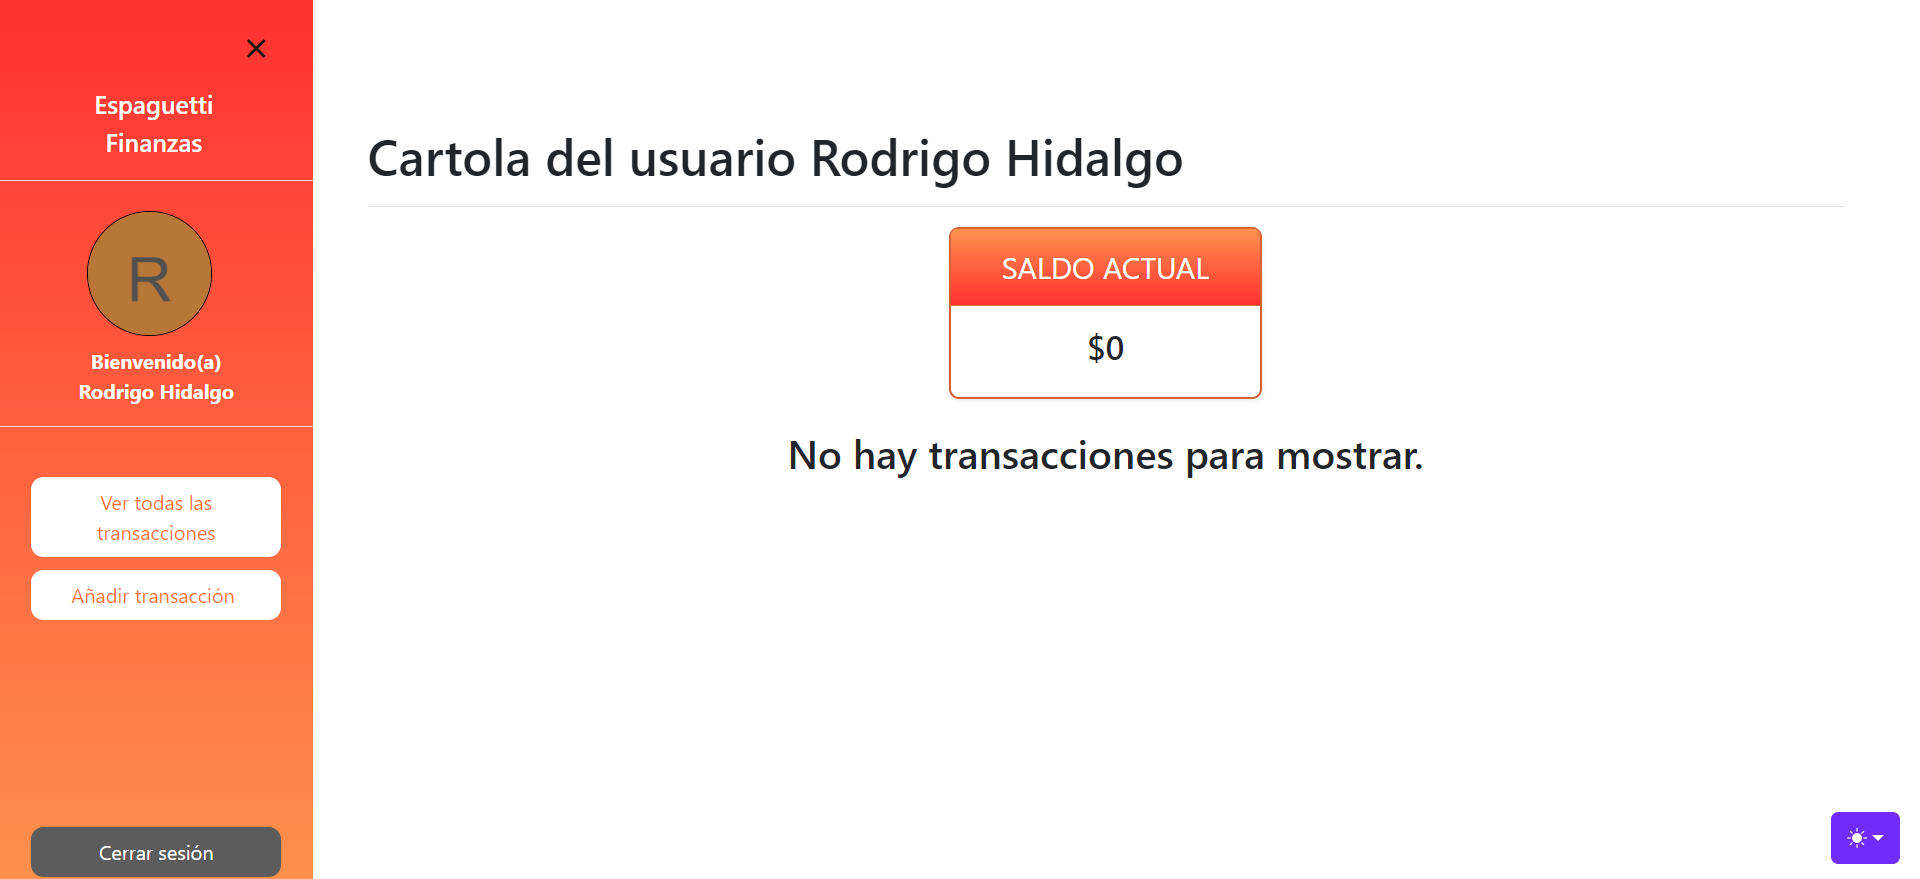 Espaguetti
Finanzas
R
Bienvenido(a)
Rodrigo Hidalgo
Ver todas las
transacciones
Añadir transacción
Cerrar sesión
Cartola del usuario Rodrigo Hidalgo
SALDO ACTUAL
$0
No hay transacciones para mostrar.